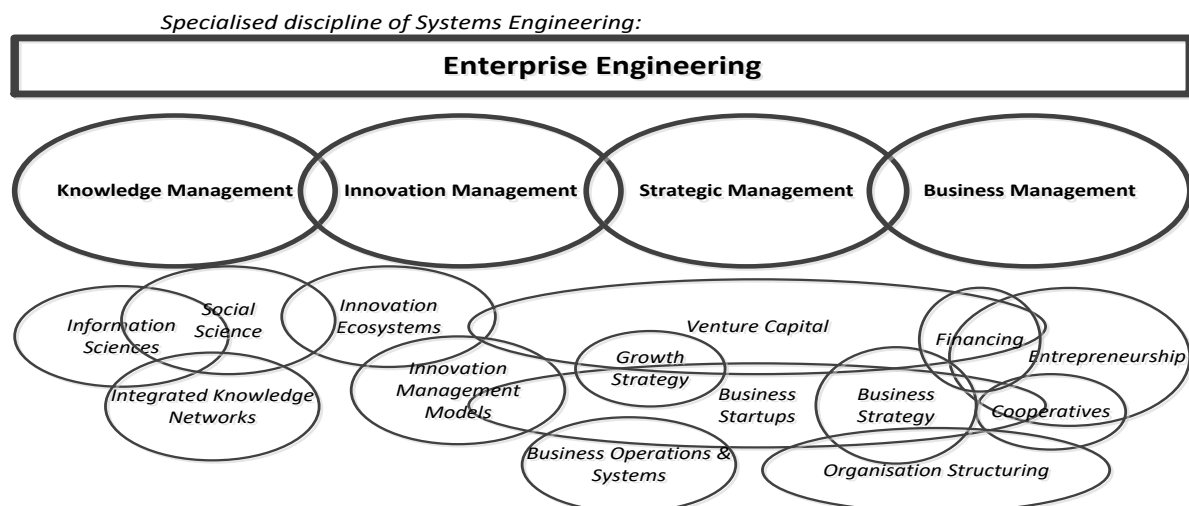 Specialised discipline of Systems Engineering:
Enterprise Engineering
Knowledge Management
Innovation Management
Strategic Management
Business Management
Information
Sciences
Social
Science
Innovation
Ecosystems
Integrated Knowledge
Networks
Innovation
Management
Models
Venture Capital
Growth
Strategy
Business
Startups
Business
Strategy
Financing
Entrepreneurship
Cooperatives
Business Operations &
Systems
Organisation Structuring